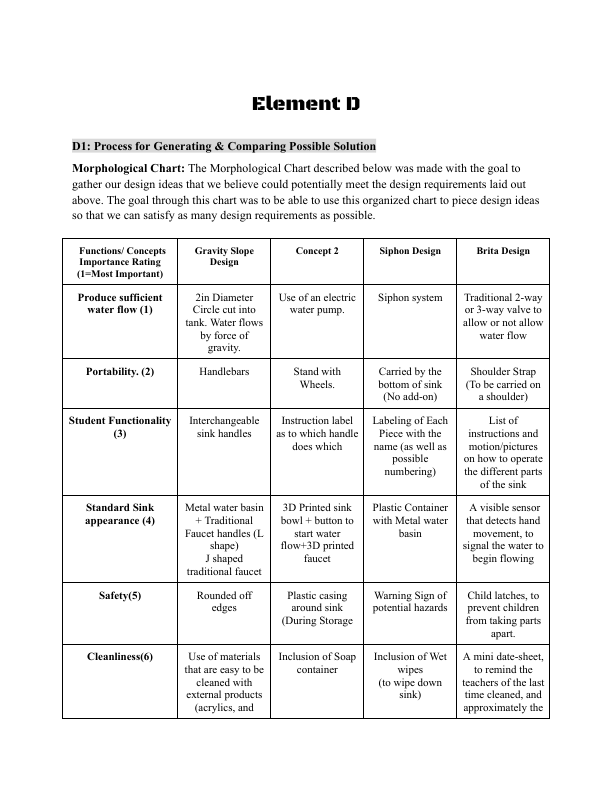 Element D
D1: Process for Generating & Comparing Possible Solution
Morphological Chart: The Morphological Chart described below was made with the goal to
gather our design ideas that we believe could potentially meet the design requirements laid out
above. The goal through this chart was to be able to use this organized chart to piece design ideas
so that we can satisfy as many design requirements as possible.
Functions/ Concepts
Importance Rating
(1=Most Important)
Gravity Slope
Design
Concept 2
Siphon Design
Brita Design
Produce sufficient
water flow (1)
2in Diameter
Circle cut into
tank. Water flows
by force of
gravity.
Use of an electric
water pump.
Siphon system
Traditional 2-way
or 3-way valve to
allow or not allow
water flow
Portability. (2)
Handlebars
Stand with
Wheels.
Carried by the
bottom of sink
(No add-on)
Shoulder Strap
(To be carried on
a shoulder)
Student Functionality
(3)
Interchangeable
sink handles
Instruction label
as to which handle
does which
Labeling of Each
Piece with the
name (as well as
possible
numbering)
List of
instructions and
motion/pictures
on how to operate
the different parts
of the sink
Standard Sink
appearance (4)
Metal water basin
+ Traditional
Faucet handles (L
shape)
J shaped
traditional faucet
3D Printed sink
bowl + button to
start water
flow+3D printed
faucet
Plastic Container
with Metal water
basin
A visible sensor
that detects hand
movement, to
signal the water to
begin flowing
Safety(5)
Rounded off
edges
Plastic casing
around sink
(During Storage
Warning Sign of
potential hazards
Child latches, to
prevent children
from taking parts
apart.
Cleanliness(6)
Use of materials
that are easy to be
cleaned with
external products
(acrylics, and
Inclusion of Soap
container
Inclusion of Wet
wipes
(to wipe down
sink)
A mini date-sheet,
to remind the
teachers of the last
time cleaned, and
approximately the